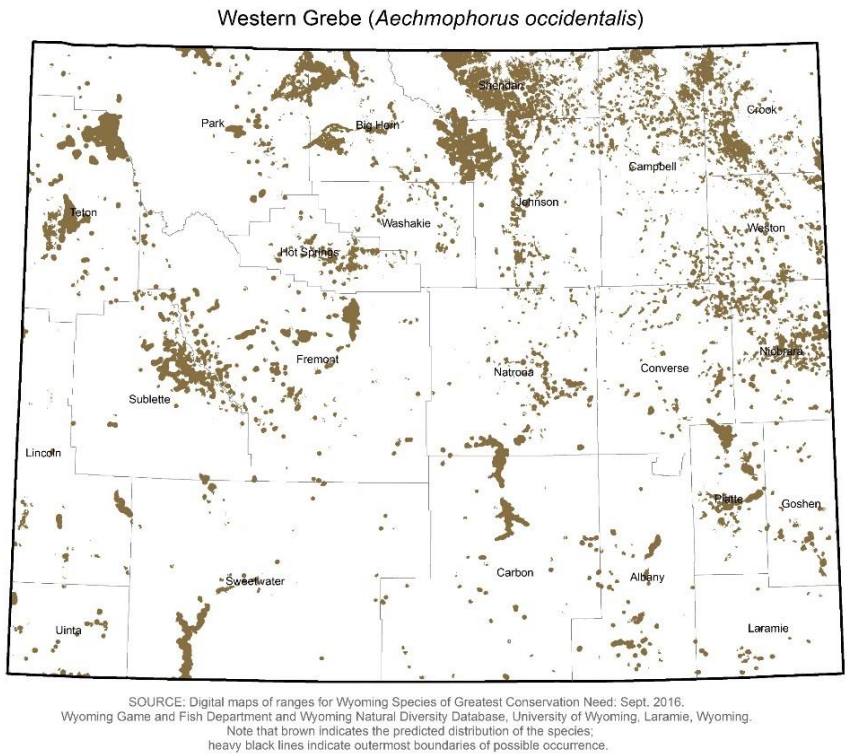 Western Grebe (Aechmophorus occidentalis)
Sheridan
Crook
Park
Big Horn
Campbell
Teton
Johnson
Washakie
Weston
Hot Springs
Fremont
Niobrara
Natrona
Converse
Sublette
Lincoln
Platte
Goshen
Sweetwater
Carbon
Albany
Uinta
Laramie
SOURCE: Digital maps of ranges for Wyoming Species of Greatest Conservation Need: Sept. 2016.
Wyoming Game and Fish Department and Wyoming Natural Diversity Database, University of Wyoming, Laramie, Wyoming.
Note that brown indicates the predicted distribution of the species;
heavy black lines indicate outermost boundaries of possible occurrence.